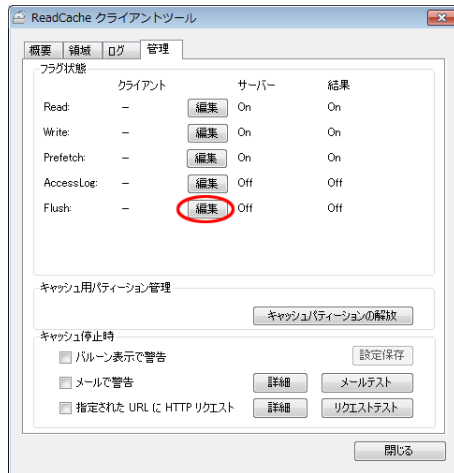 ReadCache クライアントツール
概要 領域 ログ 管理
フラグ状態
クライアント サーバー 結果
Read: － 編集 On On
Write: － 編集 On On
Prefetch: － 編集 On On
AccessLog: － 編集 Off Off
Flush: － 編集 Off Off
キャッシュ用パティーション管理
キャッシュパティーションの解放
キャッシュ停止時
バルーン表示で警告 設定保存
メールで警告 詳細 メールテスト
指定された URL に HTTP リクエスト 詳細 リクエストテスト
閉じる